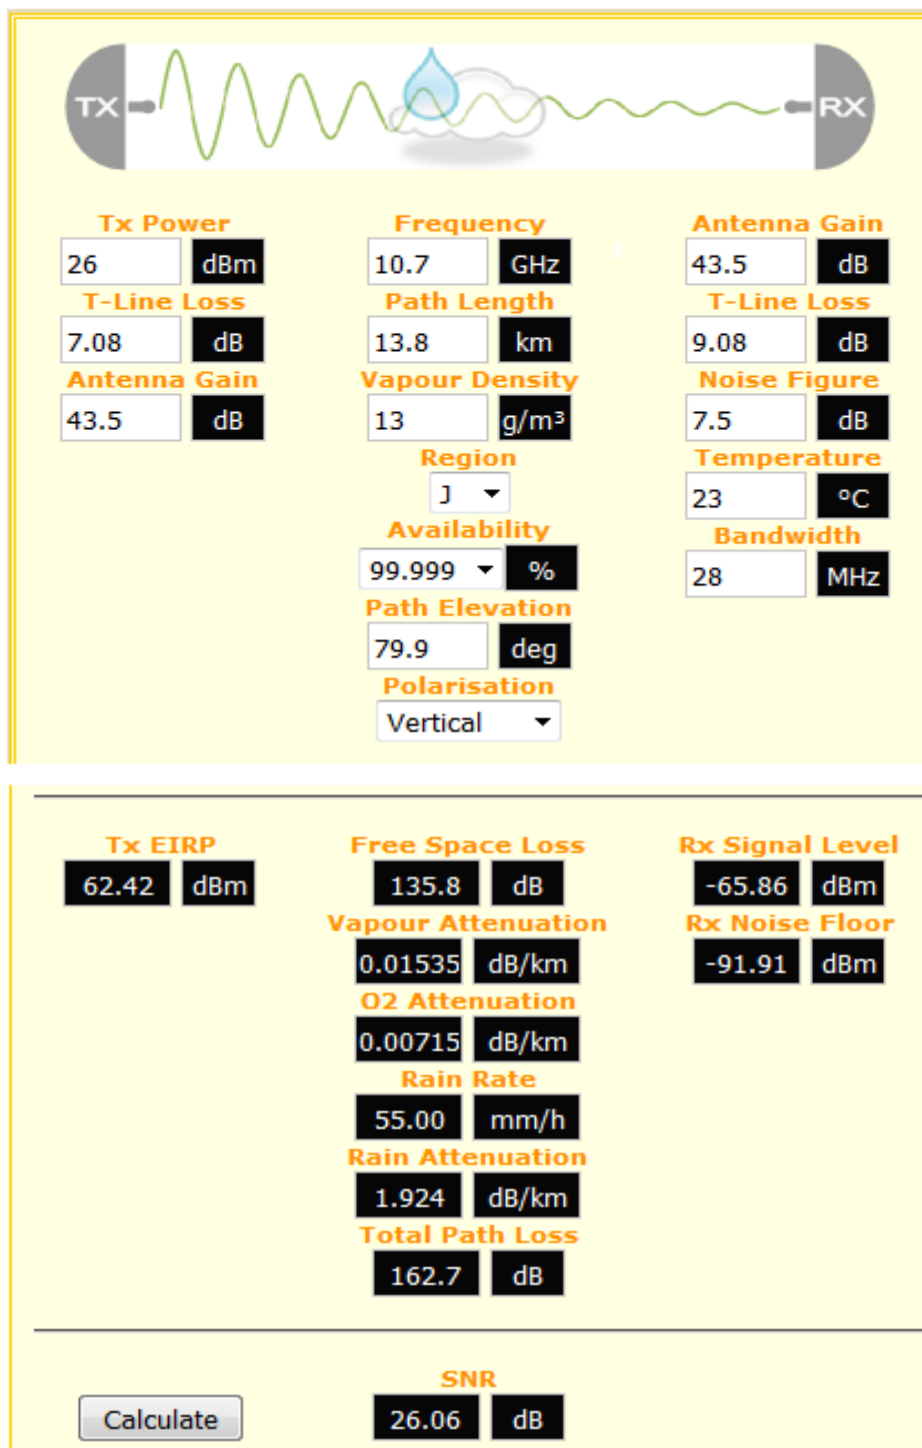 TX RX
Tx Power Frequency Antenna Gain
26 dBm 10.7 GHz 43.5 dB
T-Line Loss Path Length T-Line Loss
7.08 dB 13.8 km 9.08 dB
Antenna Gain Vapour Density Noise Figure
43.5 dB 13 g/m³ 7.5 dB
Region Temperature
J 23 ºC
Availability Bandwidth
99.999 % 28 MHz
Path Elevation
79.9 deg
Polarisation
Vertical
Tx EIRP Free Space Loss Rx Signal Level
62.42 dBm 135.8 dB -65.86 dBm
Vapour Attenuation Rx Noise Floor
0.01535 dB/km -91.91 dBm
O2 Attenuation
0.00715 dB/km
Rain Rate
55.00 mm/h
Rain Attenuation
1.924 dB/km
Total Path Loss
162.7 dB
SNR
Calculate 26.06 dB